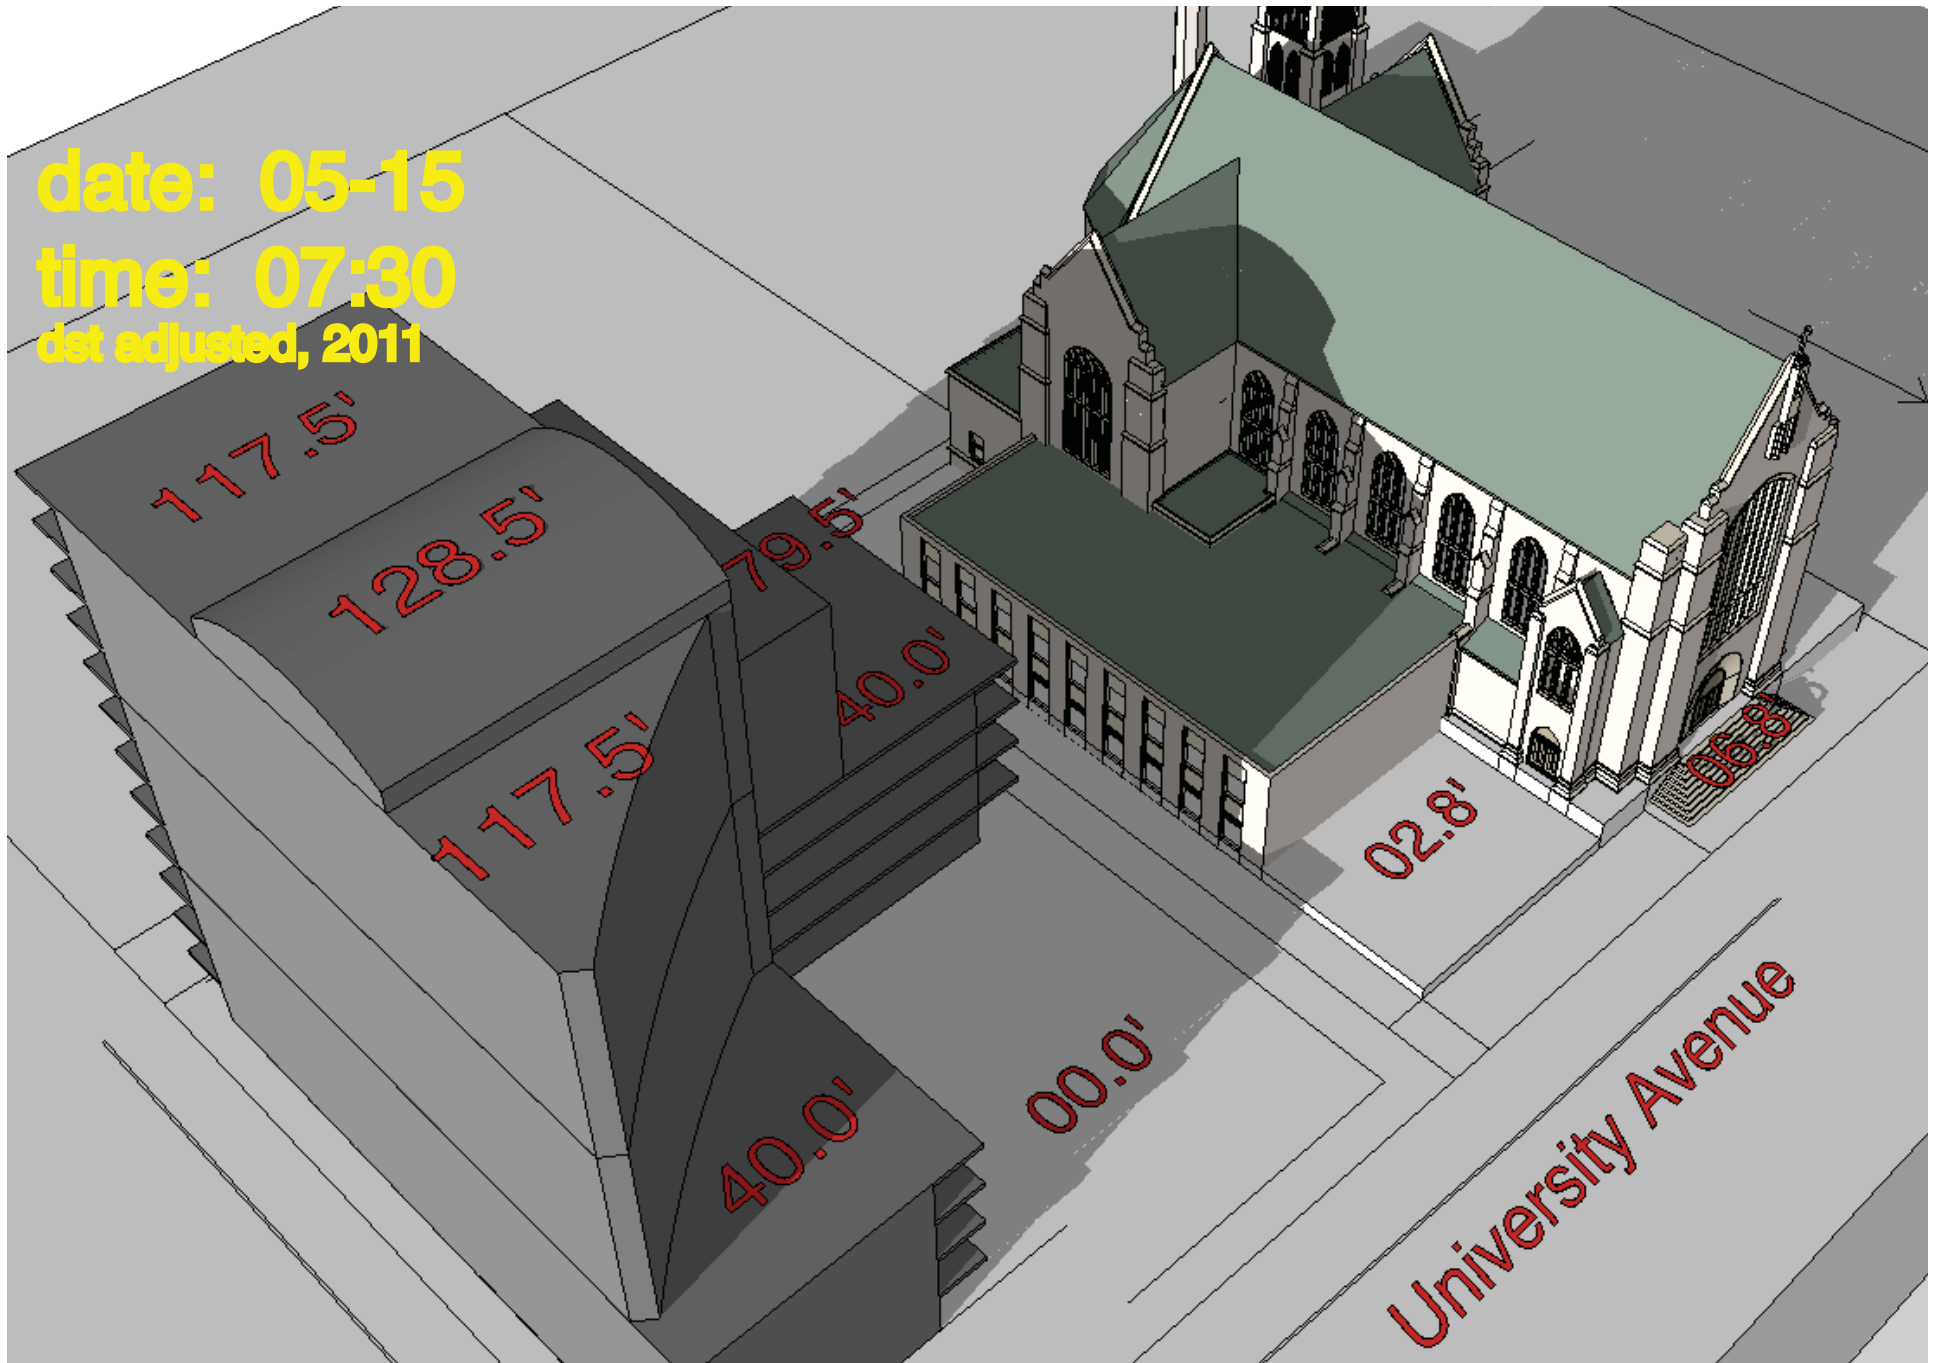 date: 05-15
time: 07:30
dst adjusted, 2011
117.5'
128.5'
79.5'
40.0'
117.5'
06.8'
02.8'
00.0'
40.0'
University Avenue